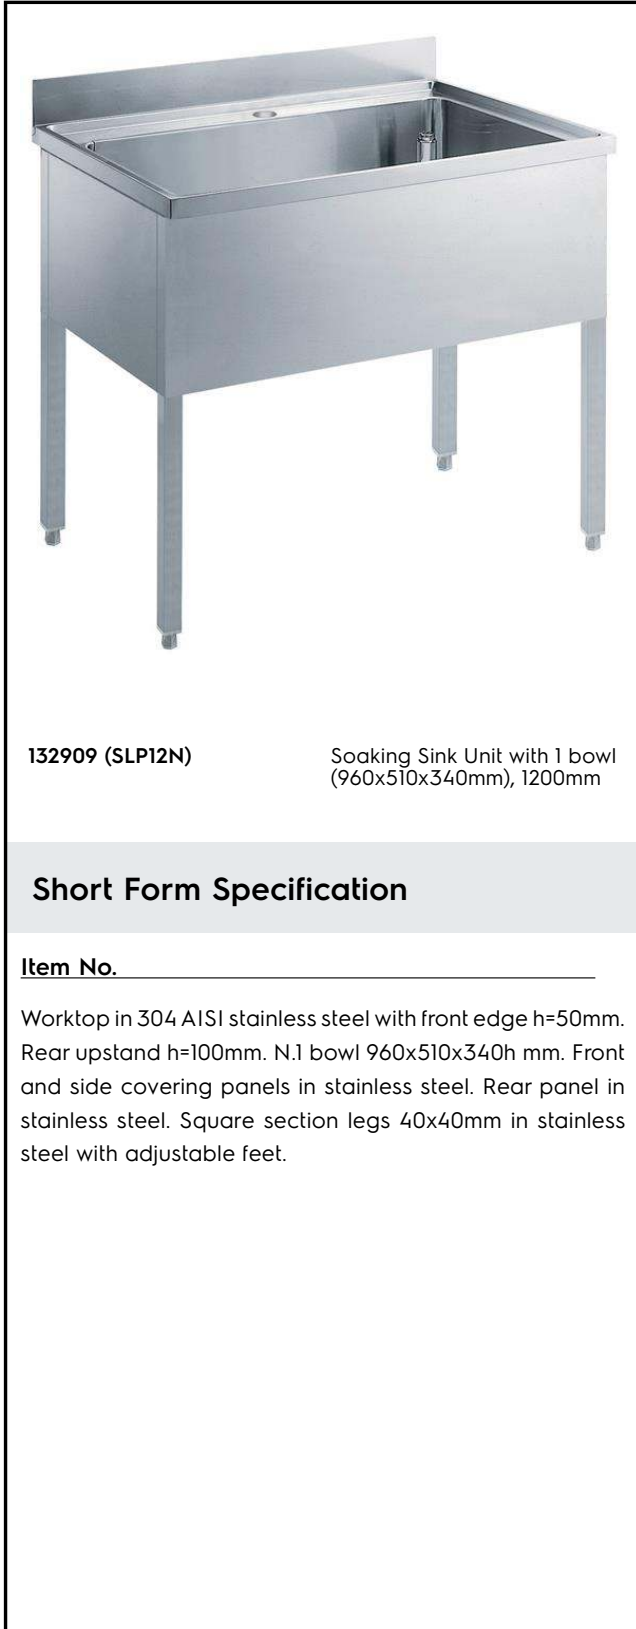 132909 (SLP12N)
Soaking Sink Unit with 1 bowl
(960x510x340mm), 1200mm
Short Form Specification
Item No.
Worktop in 304 AISI stainless steel with front edge h=50mm.
Rear upstand h=100mm. N.1 bowl 960x510x340h mm. Front
and side covering panels in stainless steel. Rear panel in
stainless steel. Square section legs 40x40mm in stainless
steel with adjustable feet.